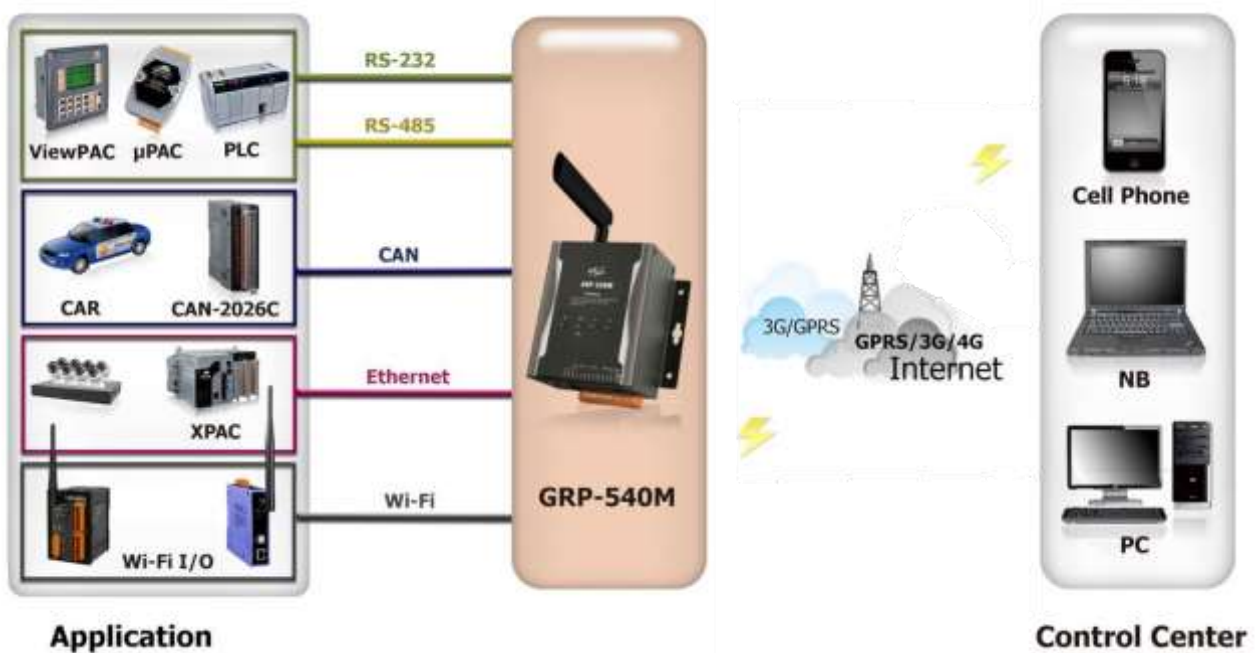 RS-232
RS-485
ViewPAC
µPAC
PLC
CAN
CAR
CAN-2026C
Ethernet
XPAC
Wi-Fi
Wi-Fi I/O
Application
GRP-540M
3G/GPRS
GPRS/3G/4G
Internet
Cell Phone
NB
PC
Control Center